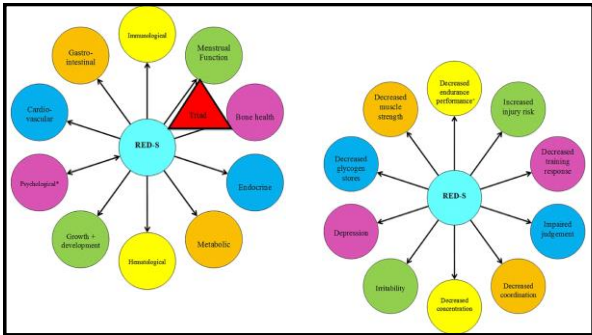 Immunological
Menstrual
Function
Bone health
Endocrine
Metabolic
Hematological
Growth +
development
Psychological*
Cardio-
vascular
Gastro-
intestinal
Triad
RED-S
Decreased
endurance
performance
Increased
injury risk
Decreased
training
response
Impaired
judgement
Decreased
coordination
Decreased
concentration
Irritability
Depression
Decreased
glycogen
stores
Decreased
muscle
strength
RED-S